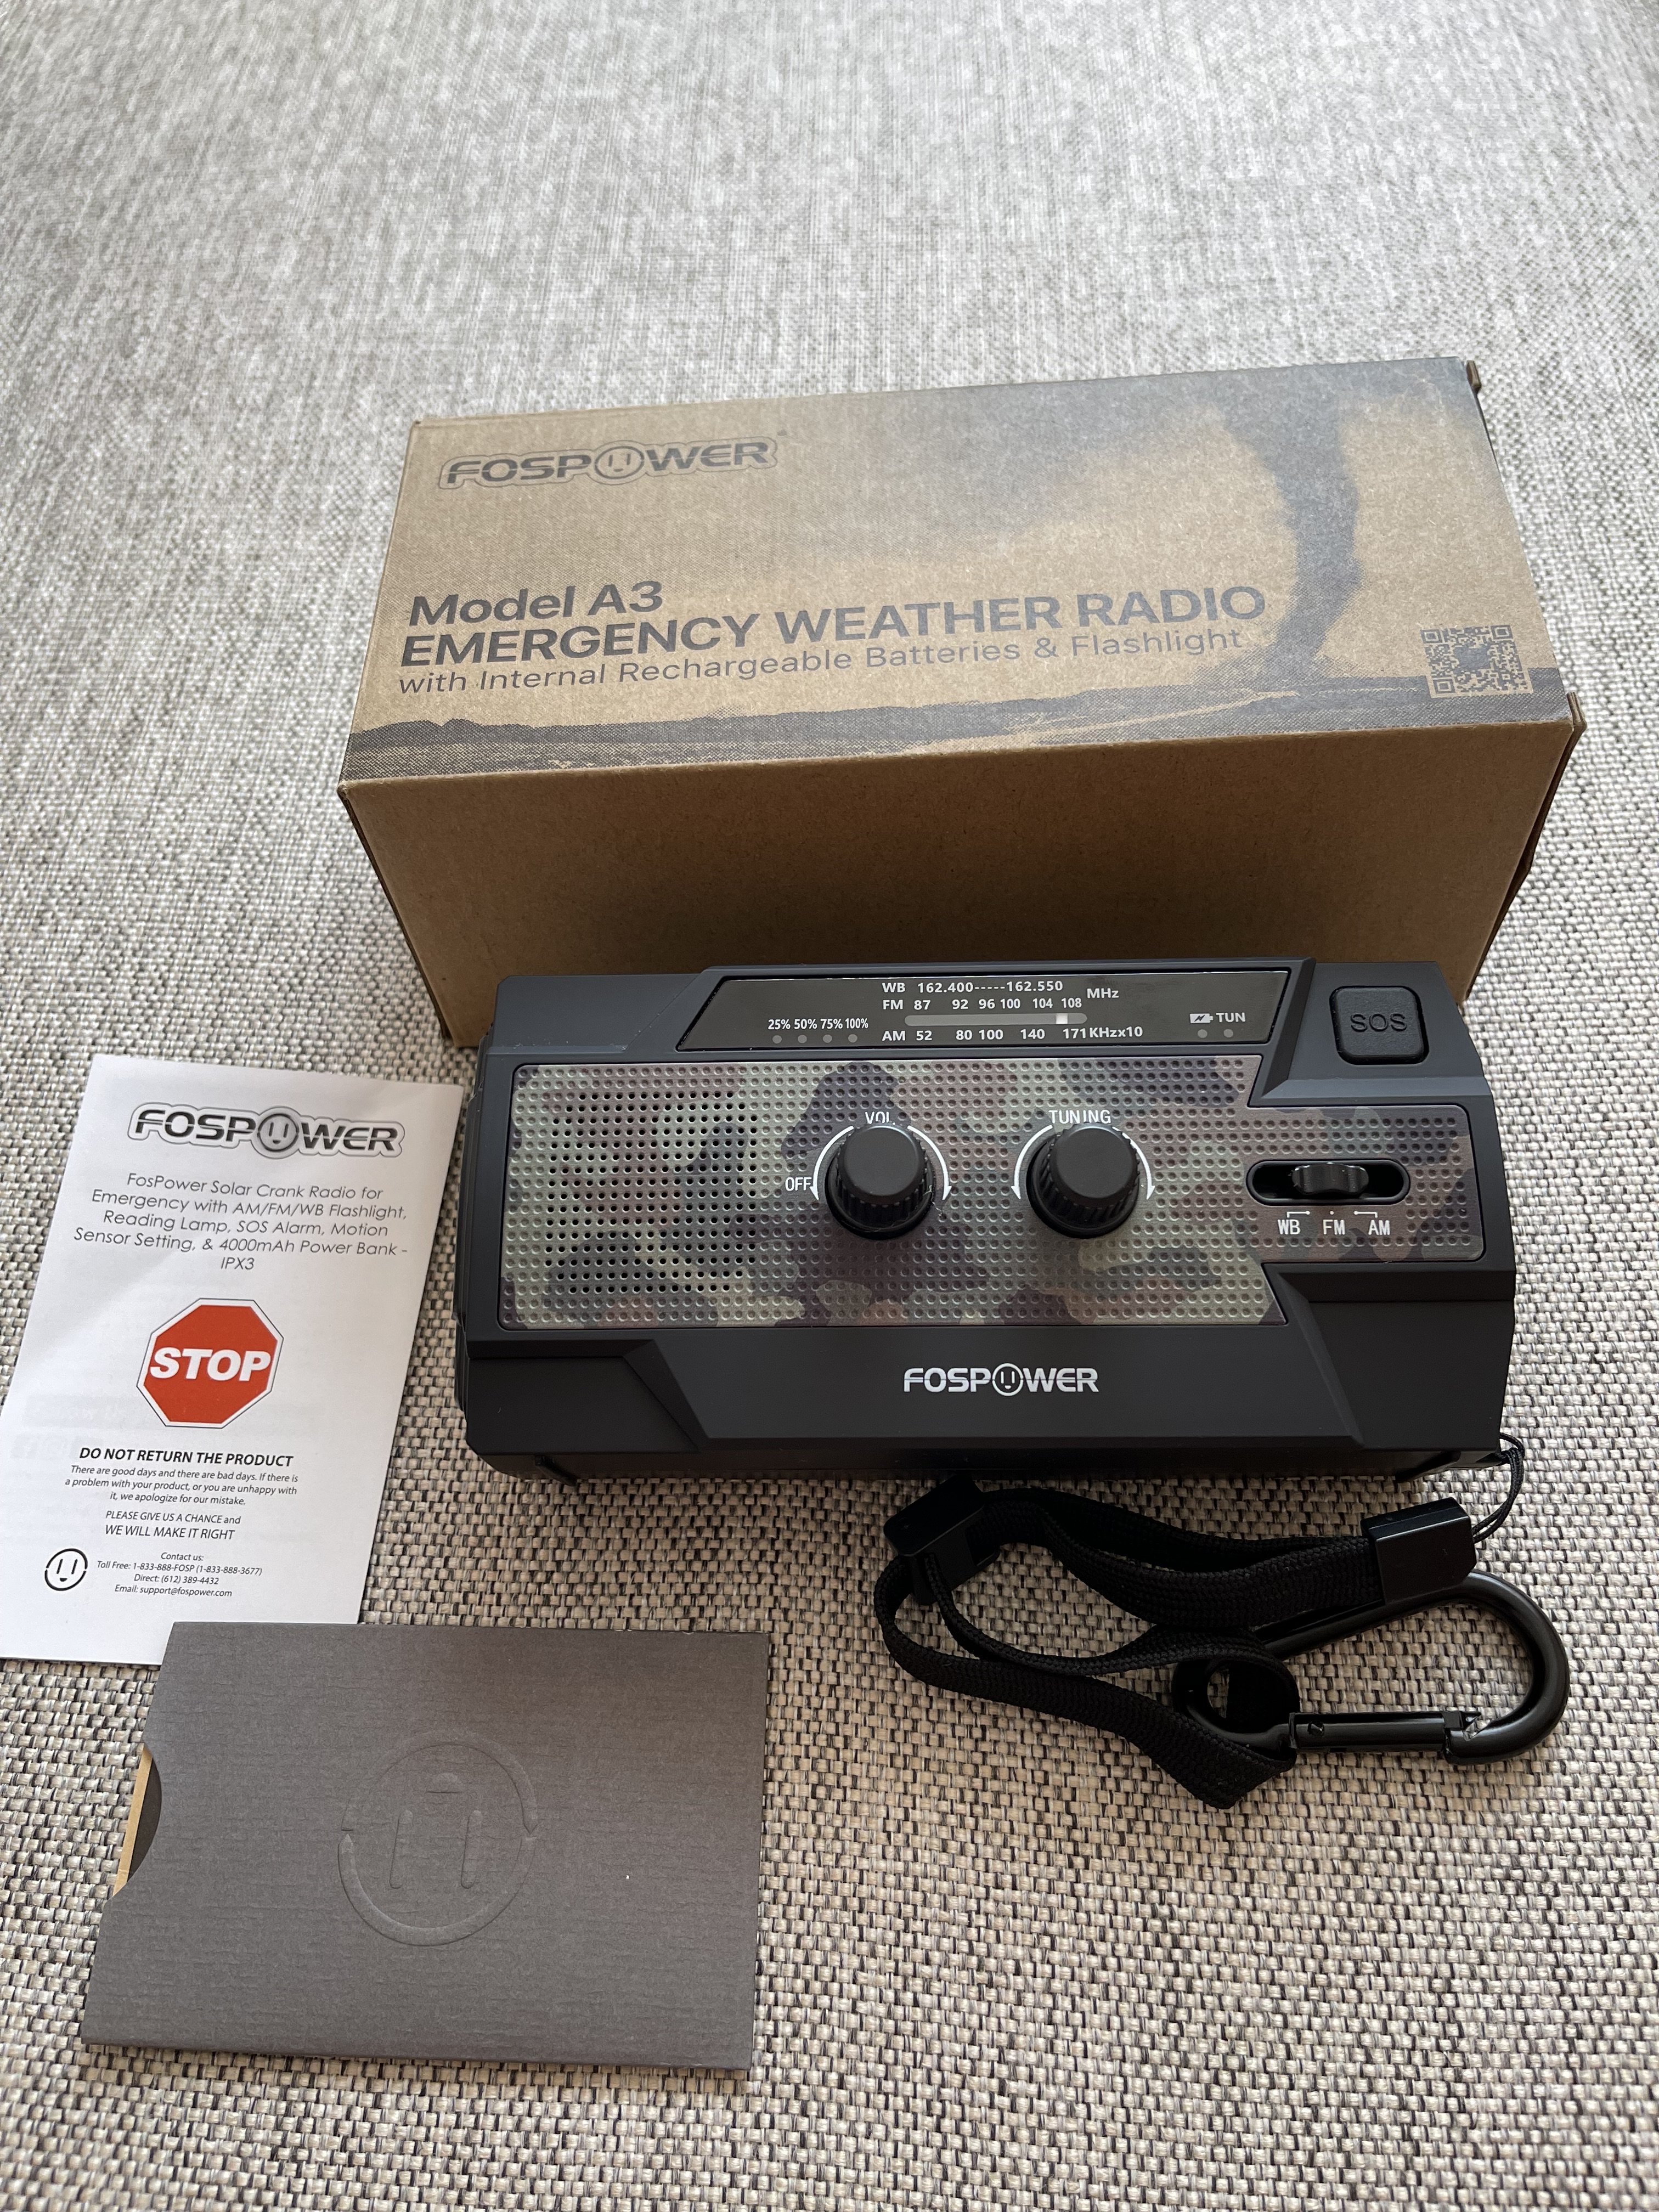 FOSPOWER
Model A3
EMERGENCY WEATHER RADIO
with Internal Rechargeable Batteries & Flashlight
WB 162.400-----162.550
FM 87 92 96 100 104 108 MHz
25% 50% 75% 100%
AM 52 80 100 140 171 KHzx10
TUN
SOS
VOL
OFF
TUNING
WB FM AM
FOSPOWER
FOSPOWER
FosPower Solar Crank Radio for
Emergency with AM/FM/WB Flashlight,
Reading Lamp, SOS Alarm, Motion
Sensor Setting, & 4000mAh Power Bank -
IPX3
STOP
DO NOT RETURN THE PRODUCT
There are good days and there are bad days. If there is
a problem with your product, or you are unhappy with
it, we apologize for our mistake.
PLEASE GIVE US A CHANCE and
WE WILL MAKE IT RIGHT
Contact us:
Toll Free: 1-833-888-FOSP (1-833-888-3677)
Direct: (612) 389-4432
Email: support@fospower.com